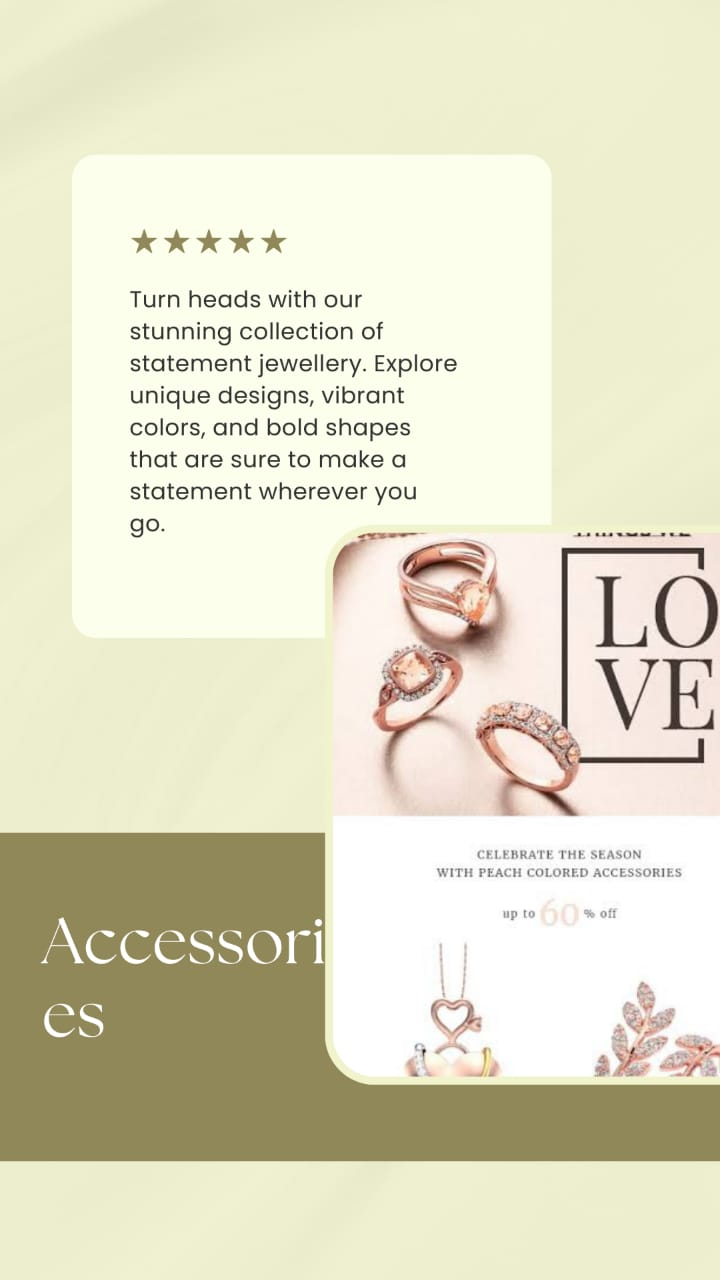 ★★★★★
Turn heads with our
stunning collection of
statement jewellery. Explore
unique designs, vibrant
colors, and bold shapes
that are sure to make a
statement wherever you
go.
LO
VE
CELEBRATE THE SEASON
WITH PEACH COLORED ACCESSORIES
up to 60 % off
Accessori
es